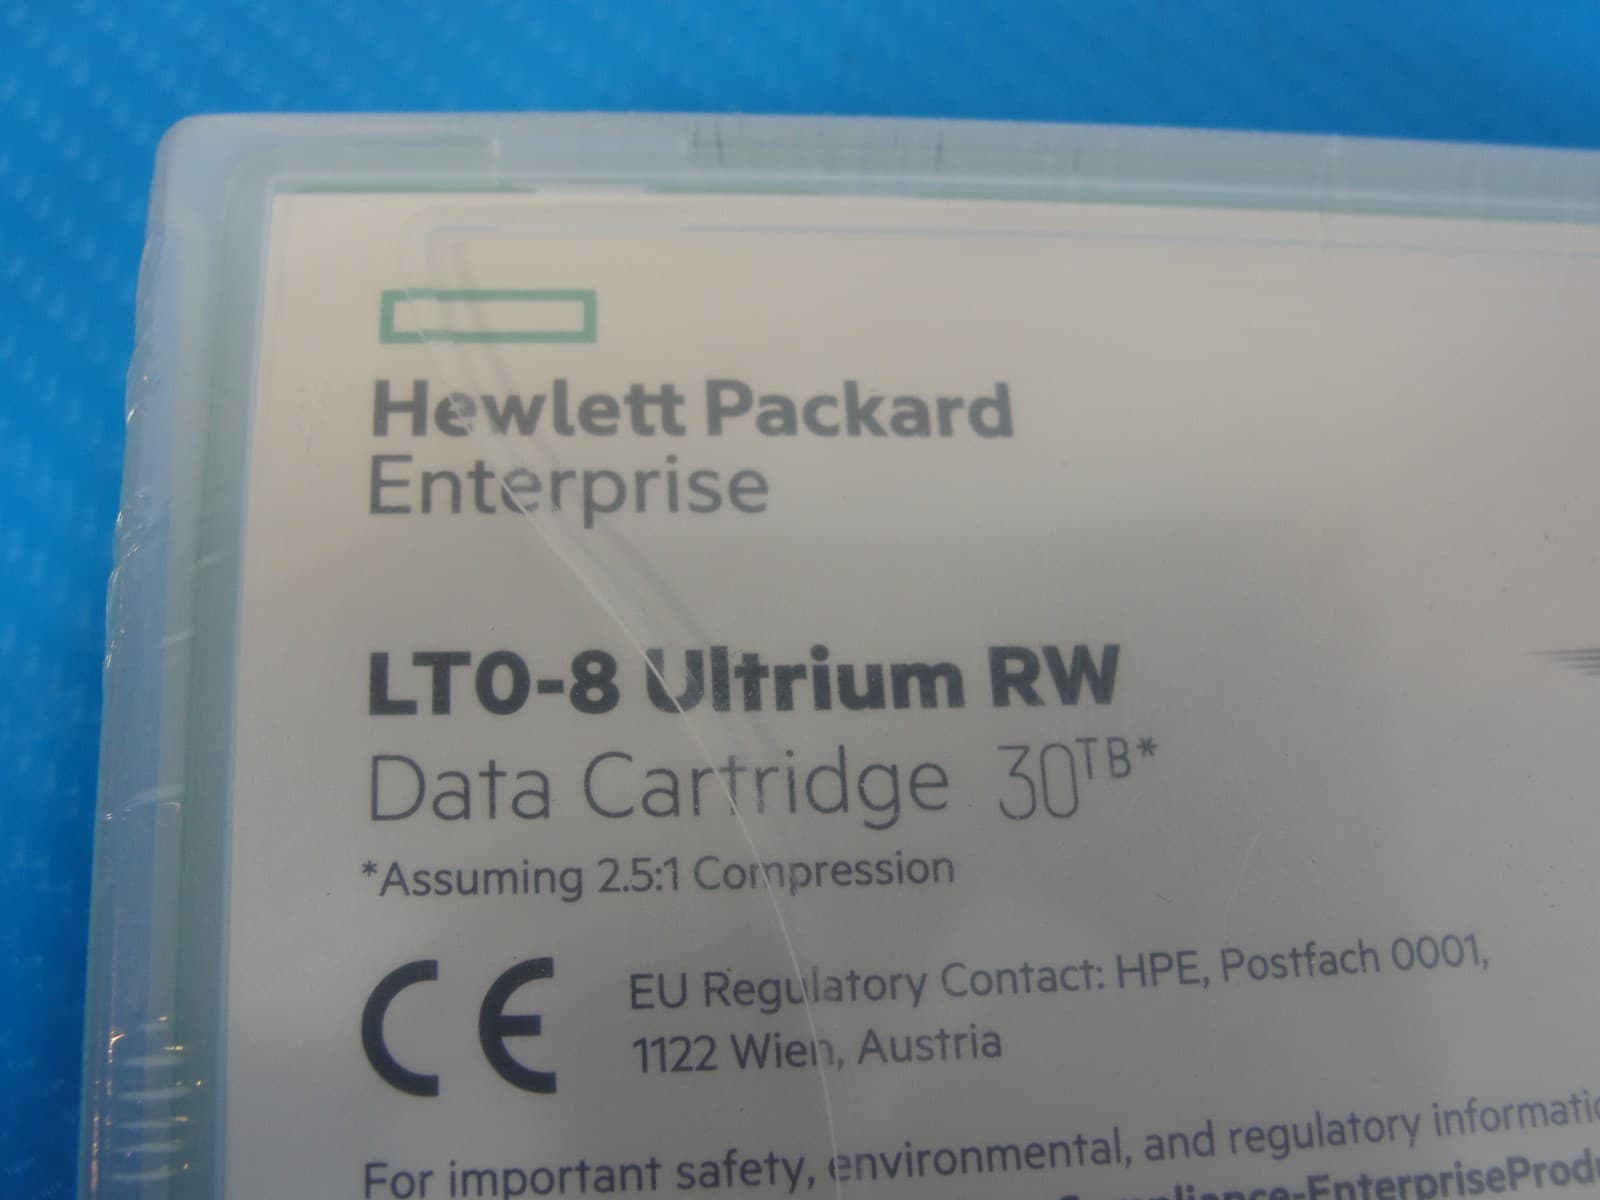 Hewlett Packard
Enterprise
LTO-8 Ultrium RW
Data Cartridge 30TB*
*Assuming 2.5:1 Compression
CE EU Regulatory Contact: HPE, Postfach 0001,
1122 Wien, Austria
For important safety, environmental, and regulatory